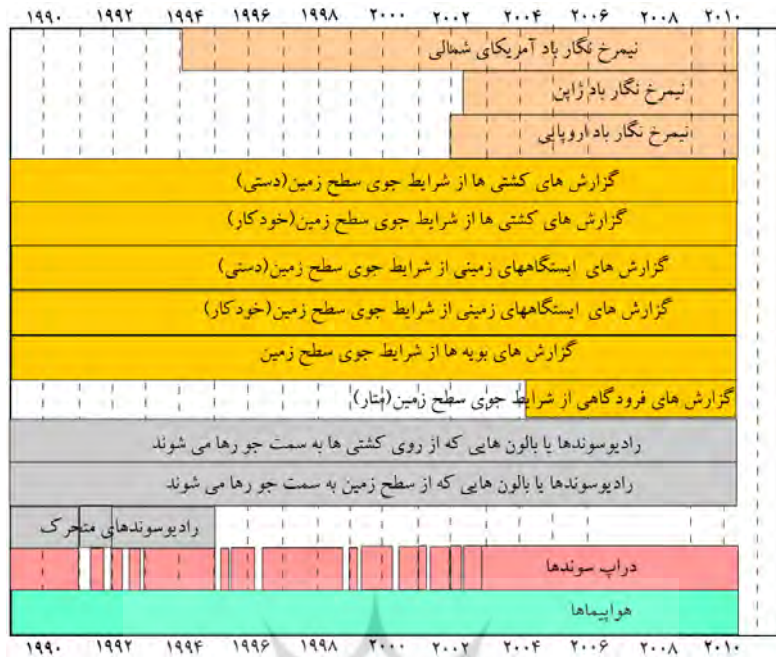 ۱۹۹۰ ۱۹۹۲ ۱۹۹۴ ۱۹۹۶ ۱۹۹۸ ۲۰۰۰ ۲۰۰۲ ۲۰۰۴ ۲۰۰۶ ۲۰۰۸ ۲۰۱۰
نیمرخ نگار باد آمریکای شمالی
نیمرخ نگار باد ژاپن
نیمرخ نگار باد اروپایی
گزارش های کشتی ها از شرایط جوی سطح زمین(دستی)
گزارش های کشتی ها از شرایط جوی سطح زمین(خودکار)
گزارش های ایستگاههای زمینی از شرایط جوی سطح زمین(دستی)
گزارش های ایستگاههای زمینی از شرایط جوی سطح زمین(خودکار)
گزارش های بویه ها از شرایط جوی سطح زمین
گزارش های فرودگاهی از شرایط جوی سطح زمین(متار)
رادیوسوندها یا بالون هایی که از روی کشتی ها به سمت جو رها می شوند
رادیوسوندها یا بالون هایی که از سطح زمین به سمت جو رها می شوند
رادیوسوندهای متحرک
دراپ سوندها
هواپیماها
۱۹۹۰ ۱۹۹۲ ۱۹۹۴ ۱۹۹۶ ۱۹۹۸ ۲۰۰۰ ۲۰۰۲ ۲۰۰۴ ۲۰۰۶ ۲۰۰۸ ۲۰۱۰